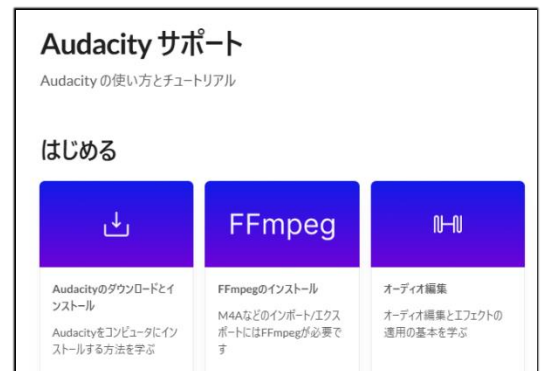 Audacity サポート
Audacity の使い方とチュートリアル
はじめる
FFmpeg
Audacityのダウンロードとイ
ンストール
Audacityをコンピュータにイン
ストールする方法を学ぶ
FFmpegのインストール
M4Aなどのインポート/エクス
ポートにはFFmpegが必要で
す
オーディオ編集
オーディオ編集とエフェクトの
適用の基本を学ぶ